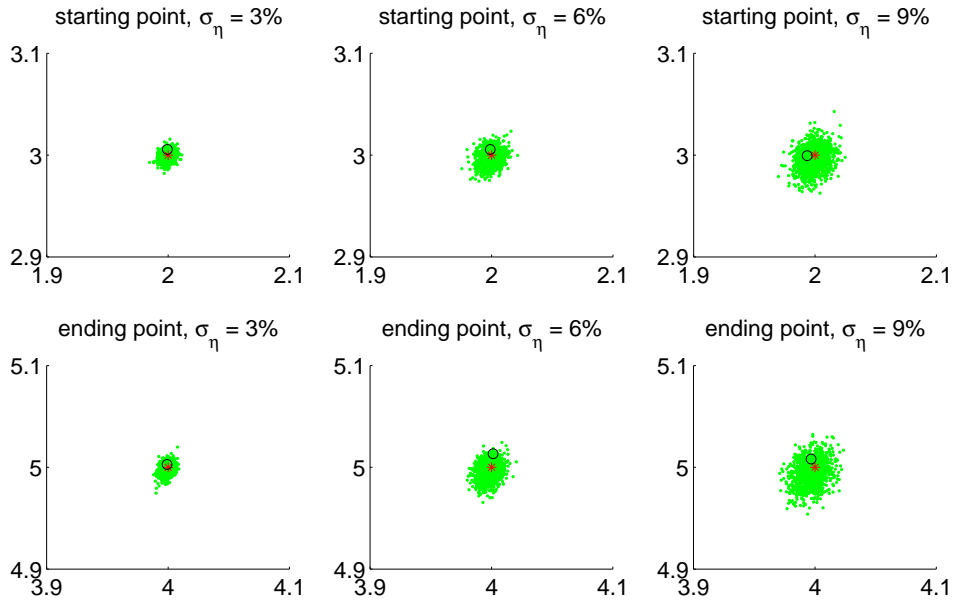 starting point, σ_η = 3%
starting point, σ_η = 6%
starting point, σ_η = 9%
3.1
3
2.9
1.9 2 2.1
3.1
3
2.9
1.9 2 2.1
3.1
3
2.9
1.9 2 2.1
ending point, σ_η = 3%
ending point, σ_η = 6%
ending point, σ_η = 9%
5.1
5
4.9
3.9 4 4.1
5.1
5
4.9
3.9 4 4.1
5.1
5
4.9
3.9 4 4.1